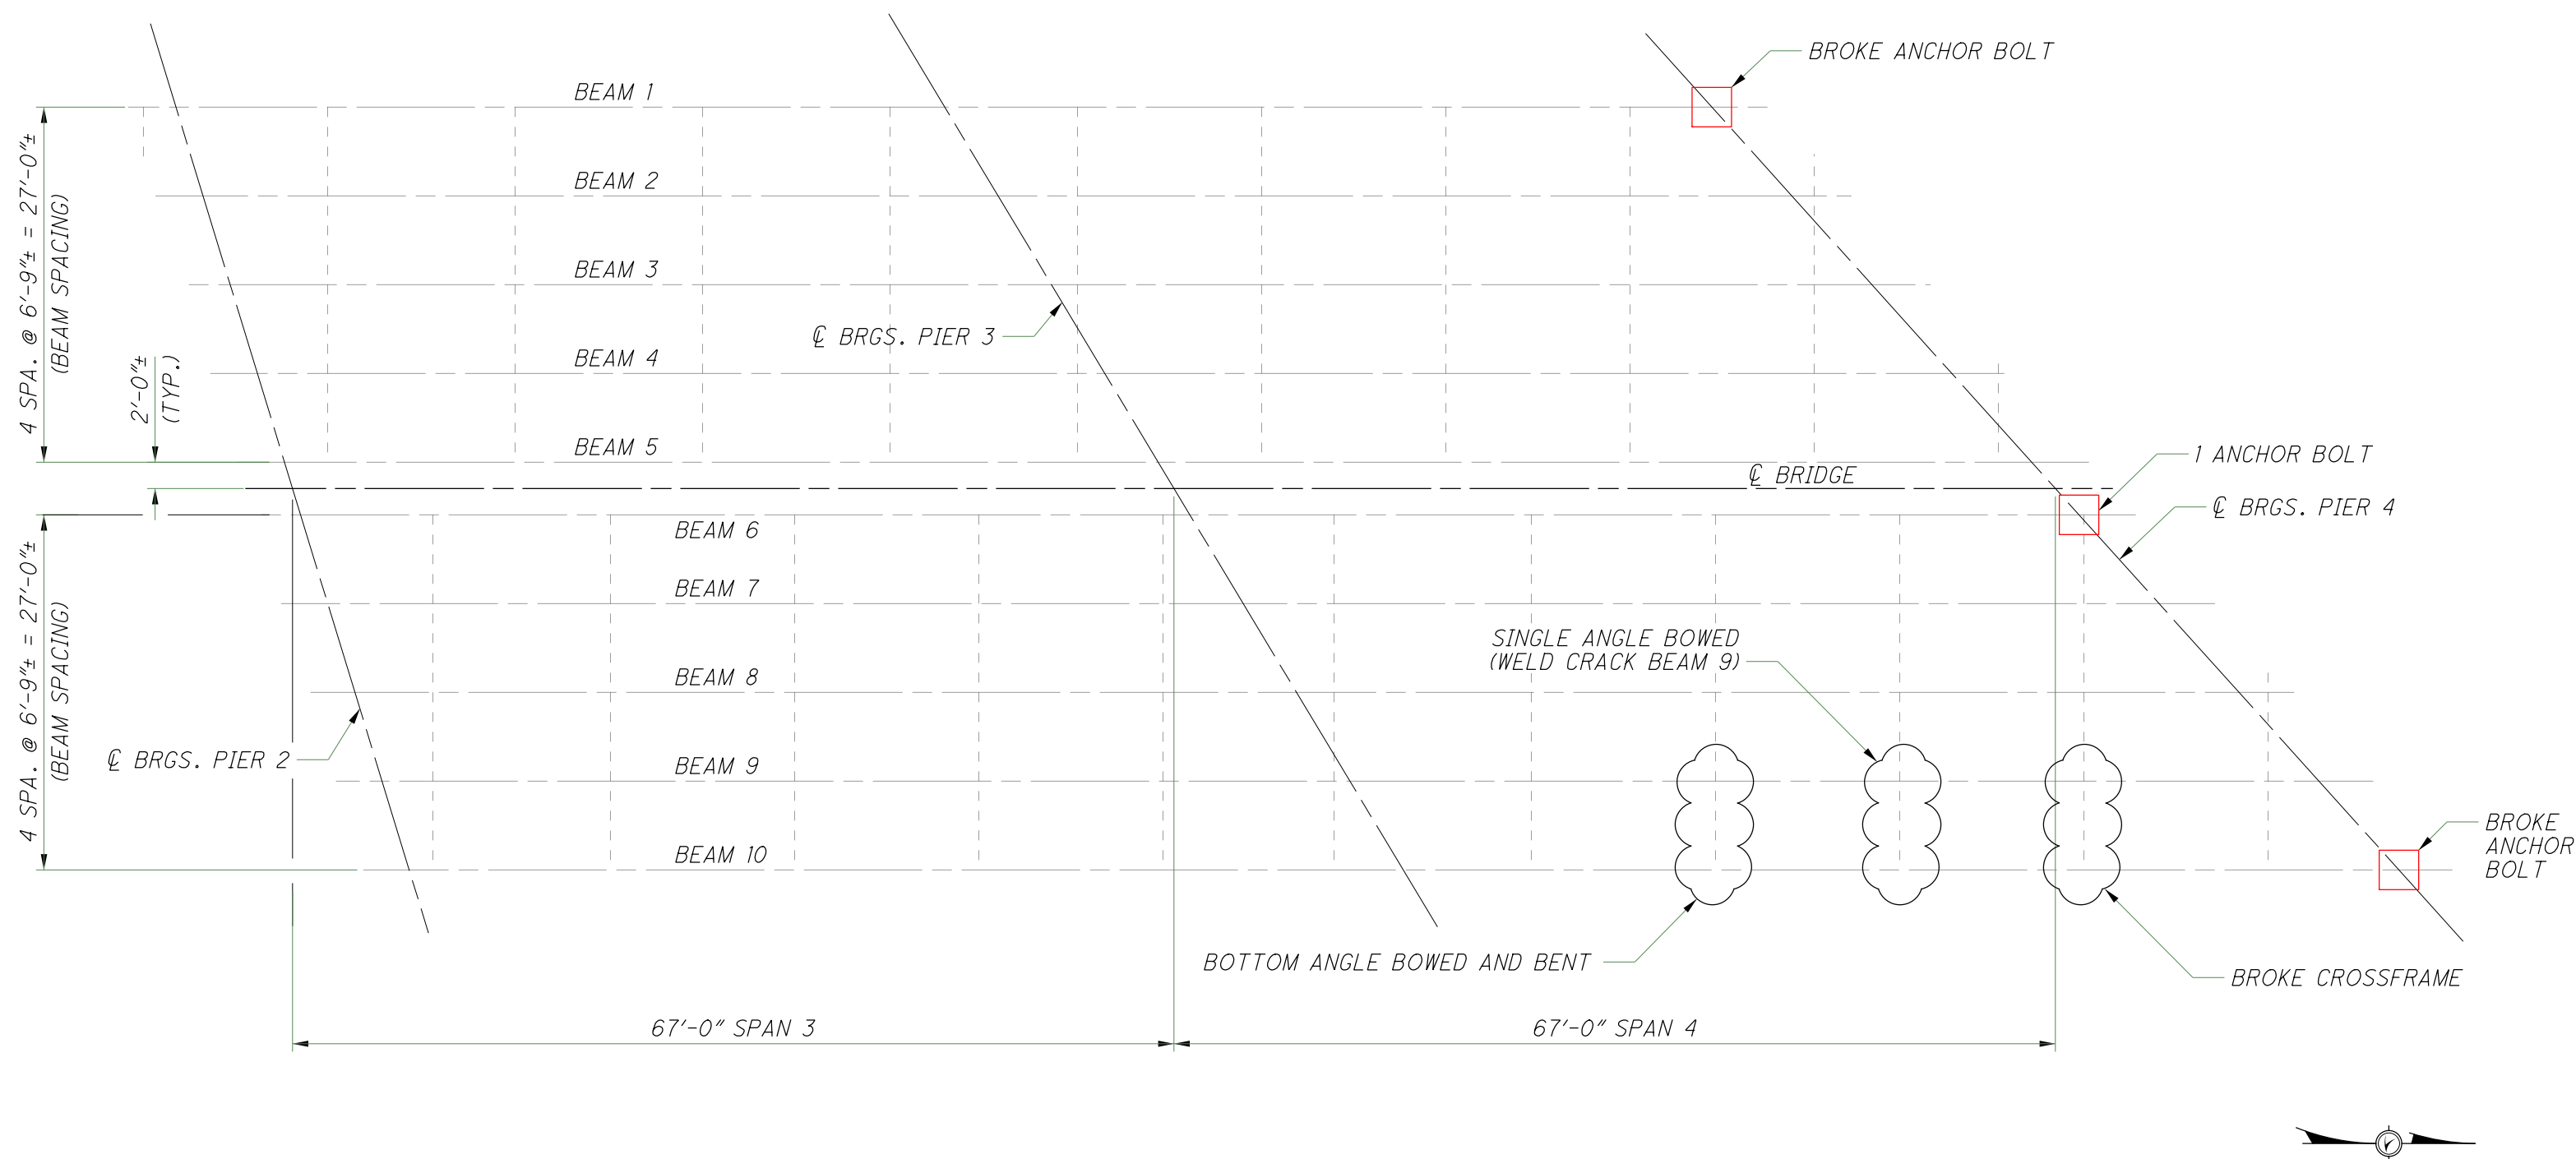 BROKE ANCHOR BOLT
BEAM 1
BEAM 2
BEAM 3
BEAM 4
BEAM 5
4 SPA. @ 6'-9"± = 27'-0"±
(BEAM SPACING)
2'-0"±
(TYP.)
℄ BRGS. PIER 3
℄ BRIDGE
1 ANCHOR BOLT
℄ BRGS. PIER 4
BEAM 6
BEAM 7
BEAM 8
BEAM 9
BEAM 10
4 SPA. @ 6'-9"± = 27'-0"±
(BEAM SPACING)
℄ BRGS. PIER 2
SINGLE ANGLE BOWED
(WELD CRACK BEAM 9)
BROKE
ANCHOR
BOLT
BOTTOM ANGLE BOWED AND BENT
BROKE CROSSFRAME
67'-0" SPAN 3
67'-0" SPAN 4